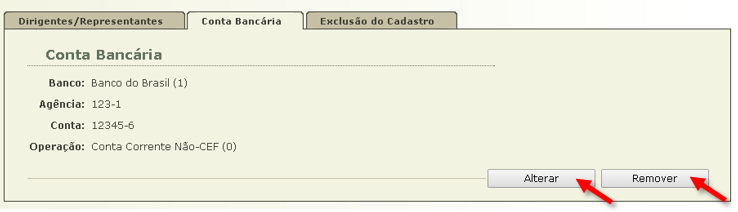 Dirigentes/Representantes Conta Bancária Exclusão do Cadastro
Conta Bancária
Banco: Banco do Brasil (1)
Agência: 123-1
Conta: 12345-6
Operação: Conta Corrente Não-CEF (0)
Alterar Remover